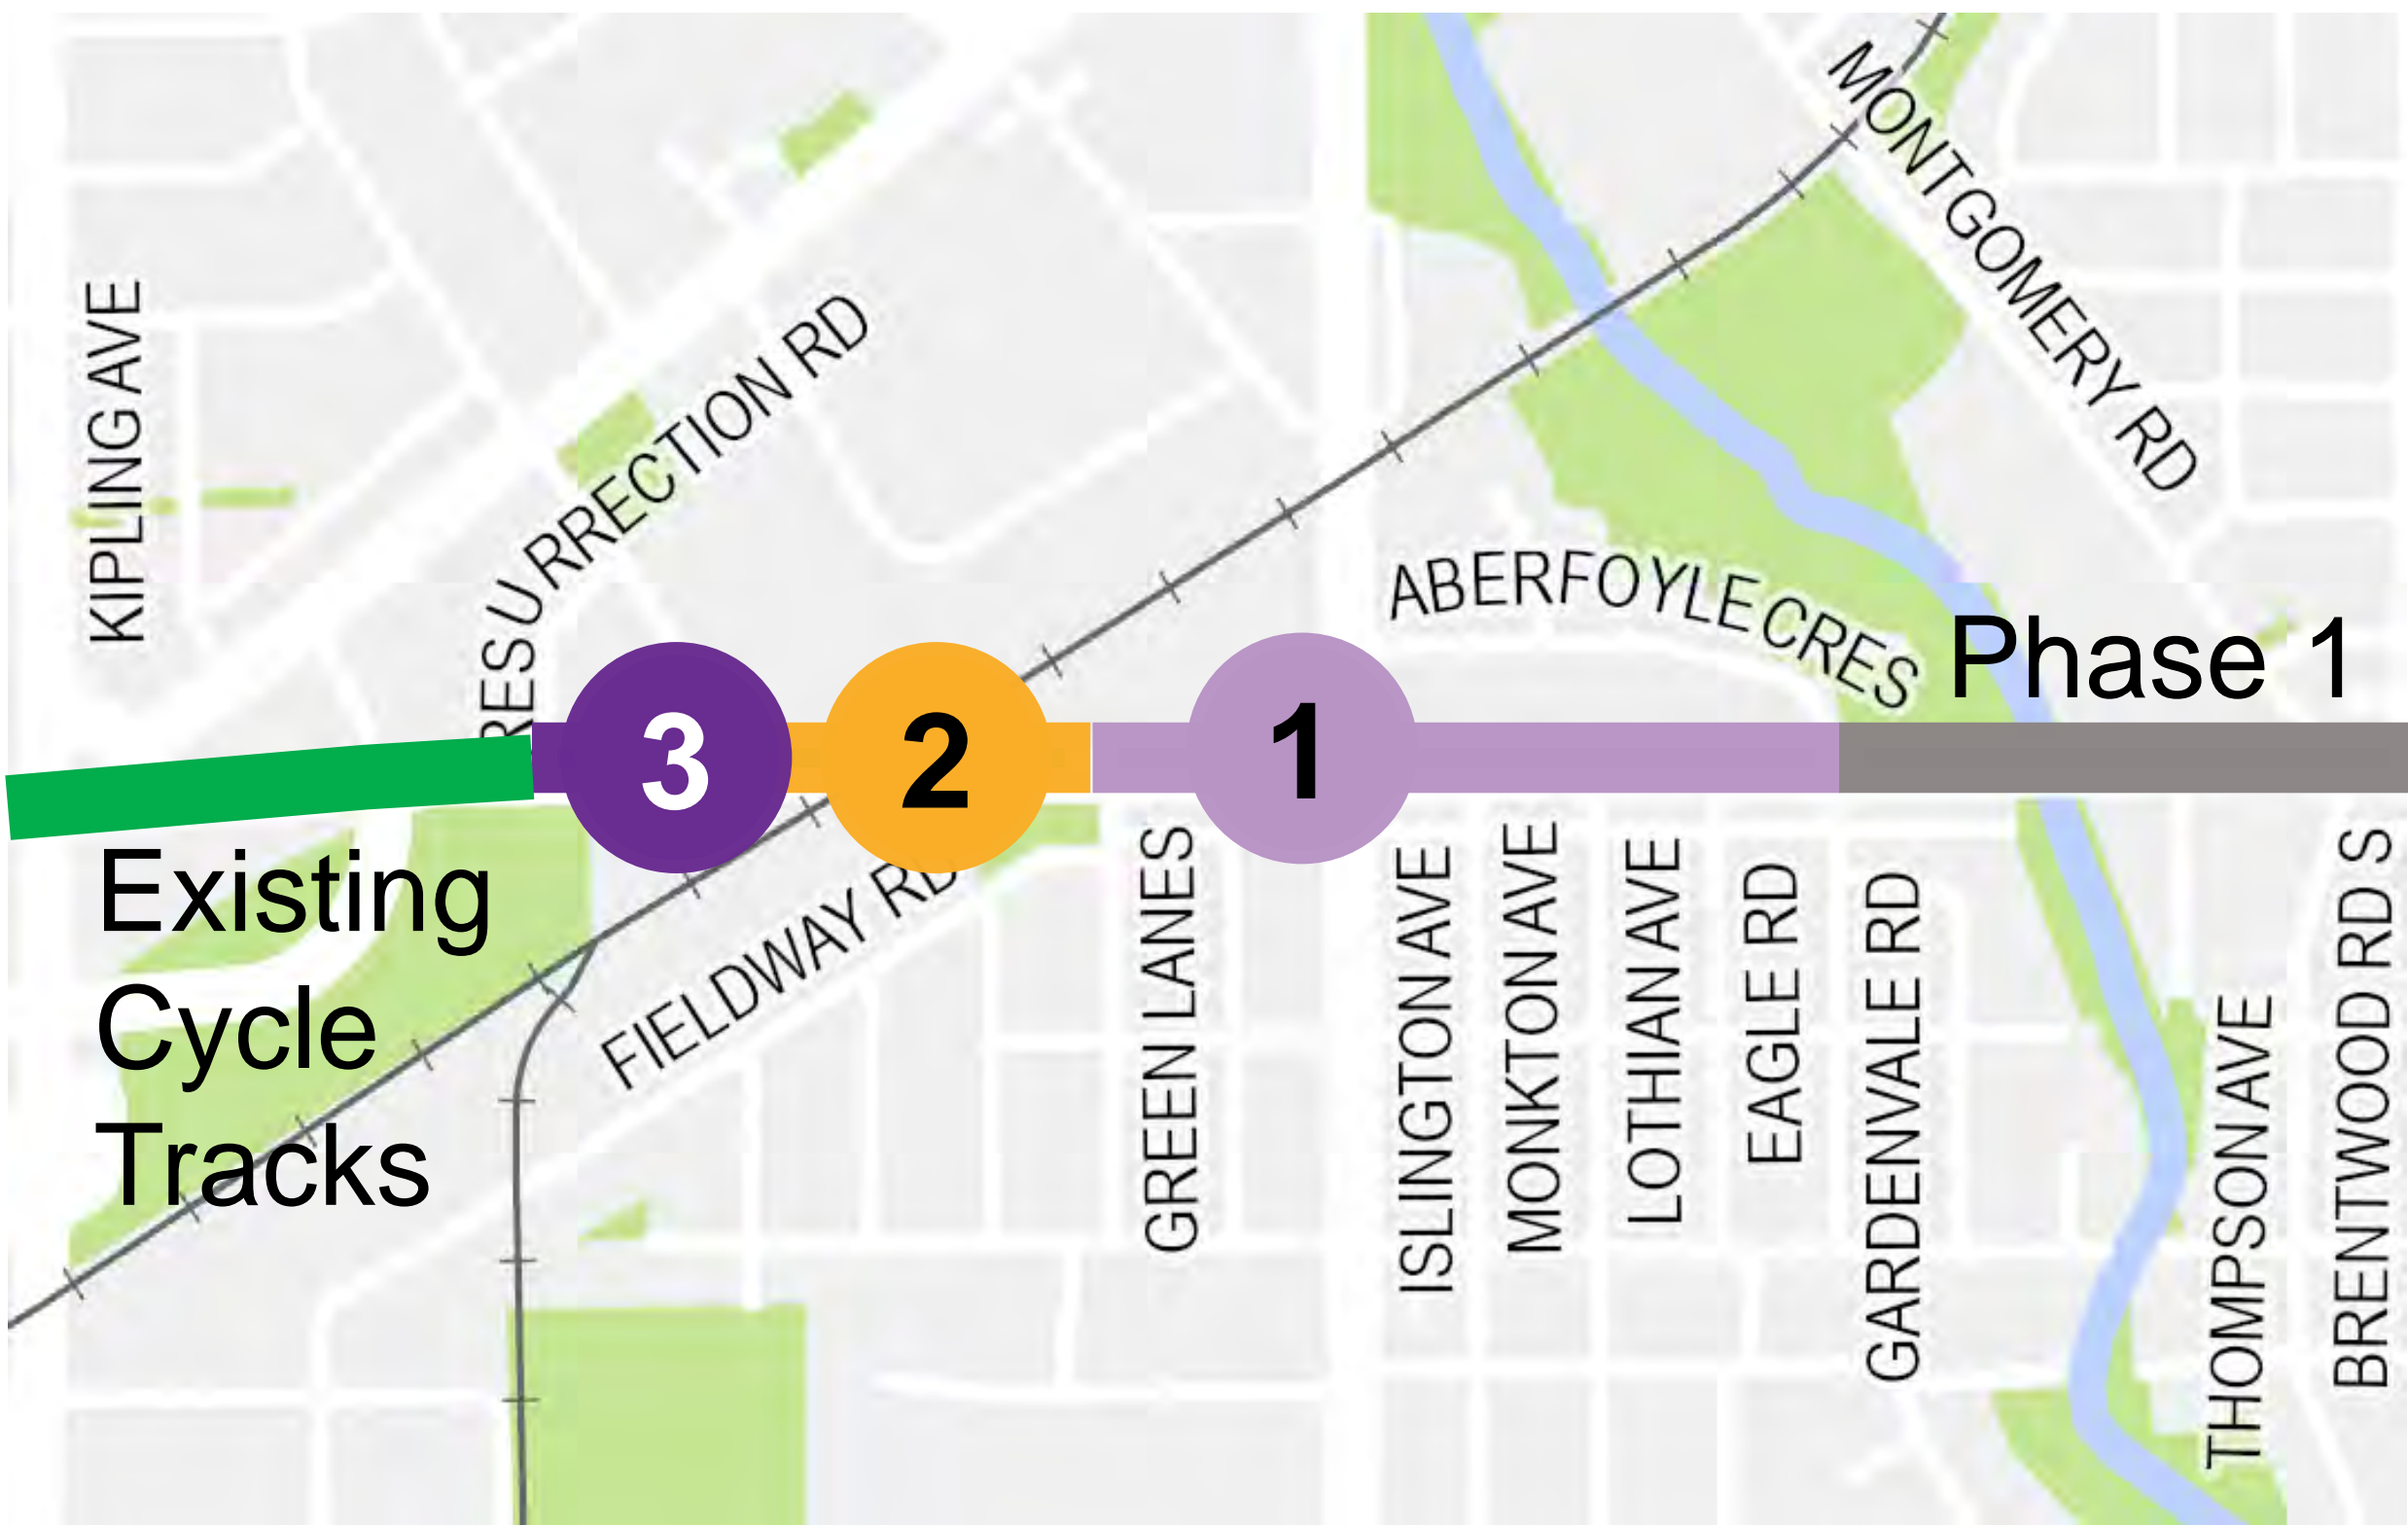 MONTGOMERY RD
KIPLING AVE
RESURRECTION RD
ABERFOYLE CRES
Phase 1
3
2
1
Existing
Cycle
Tracks
FIELDWAY RD
GREEN LANES
ISLINGTON AVE
MONKTON AVE
LOTHIAN AVE
EAGLE RD
GARDENVALE RD
THOMPSON AVE
BRENTWOOD RD S